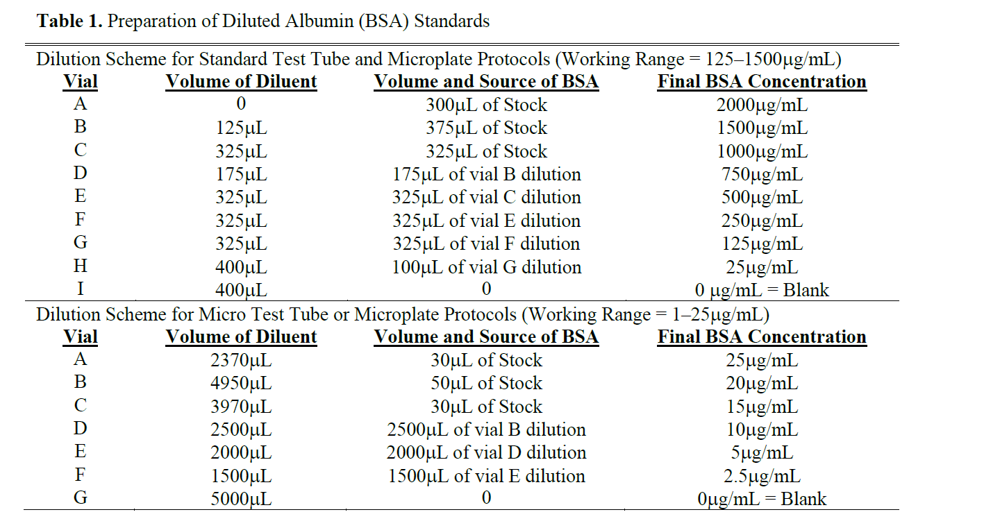 Table 1. Preparation of Diluted Albumin (BSA) Standards
Dilution Scheme for Standard Test Tube and Microplate Protocols (Working Range = 125–1500μg/mL)
Vial Volume of Diluent Volume and Source of BSA Final BSA Concentration
A 0 300μL of Stock 2000μg/mL
B 125μL 375μL of Stock 1500μg/mL
C 325μL 325μL of Stock 1000μg/mL
D 175μL 175μL of vial B dilution 750μg/mL
E 325μL 325μL of vial C dilution 500μg/mL
F 325μL 325μL of vial E dilution 250μg/mL
G 325μL 325μL of vial F dilution 125μg/mL
H 400μL 100μL of vial G dilution 25μg/mL
I 400μL 0 0 μg/mL = Blank
Dilution Scheme for Micro Test Tube or Microplate Protocols (Working Range = 1–25μg/mL)
Vial Volume of Diluent Volume and Source of BSA Final BSA Concentration
A 2370μL 30μL of Stock 25μg/mL
B 4950μL 50μL of Stock 20μg/mL
C 3970μL 30μL of Stock 15μg/mL
D 2500μL 2500μL of vial B dilution 10μg/mL
E 2000μL 2000μL of vial D dilution 5μg/mL
F 1500μL 1500μL of vial E dilution 2.5μg/mL
G 5000μL 0 0μg/mL = Blank